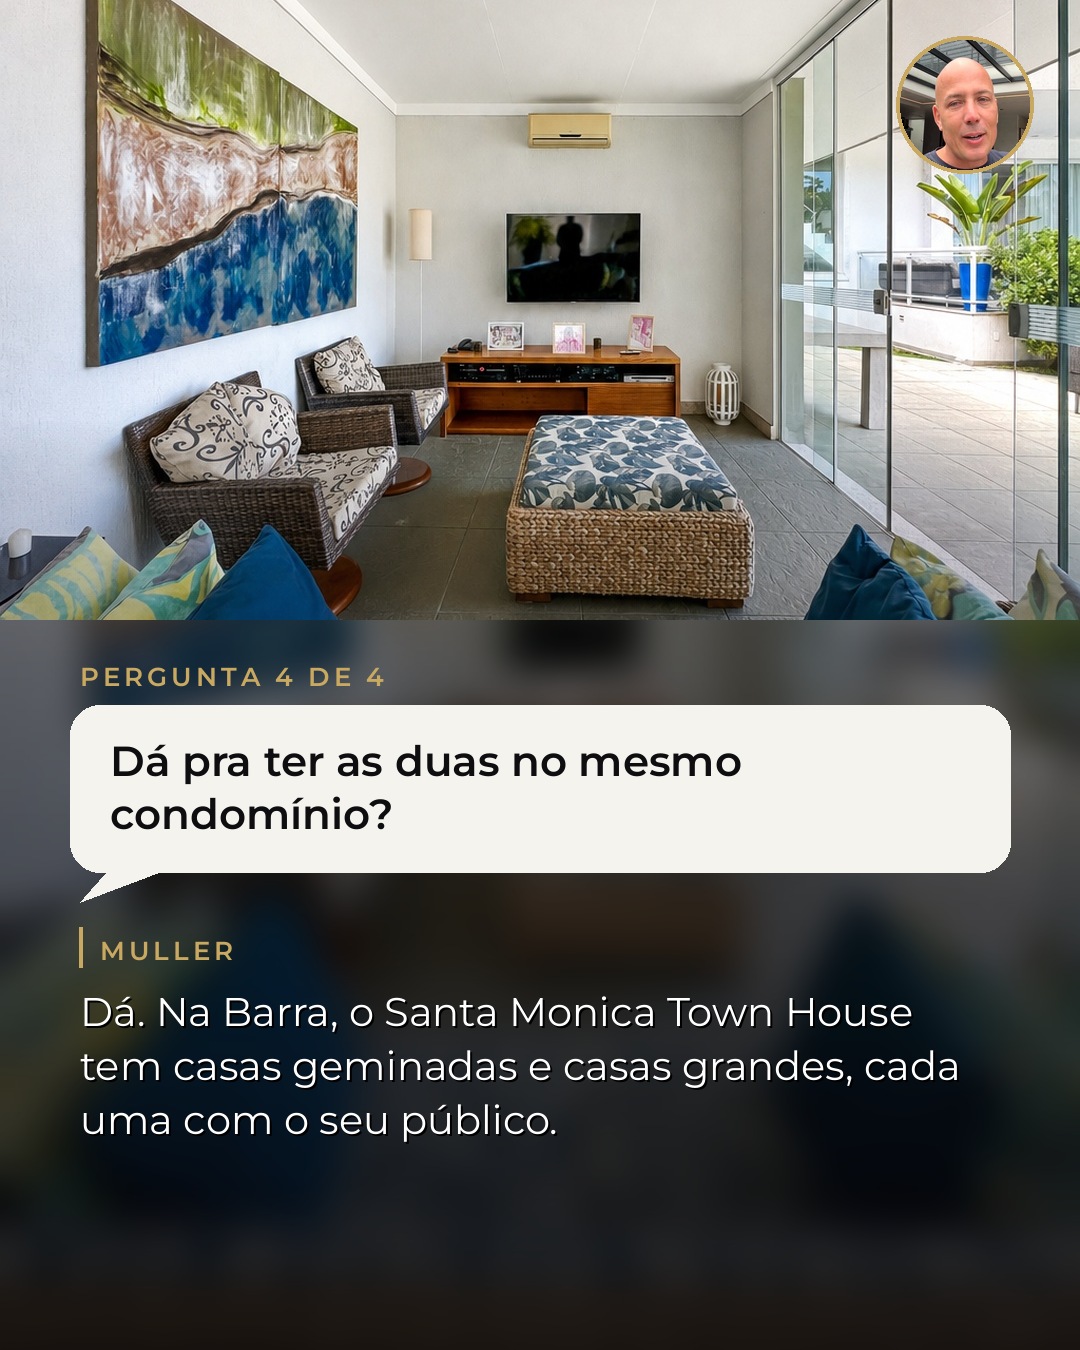 PERGUNTA 4 DE 4
Dá pra ter as duas no mesmo
condomínio?
MULLER
Dá. Na Barra, o Santa Monica Town House
tem casas geminadas e casas grandes, cada
uma com o seu público.